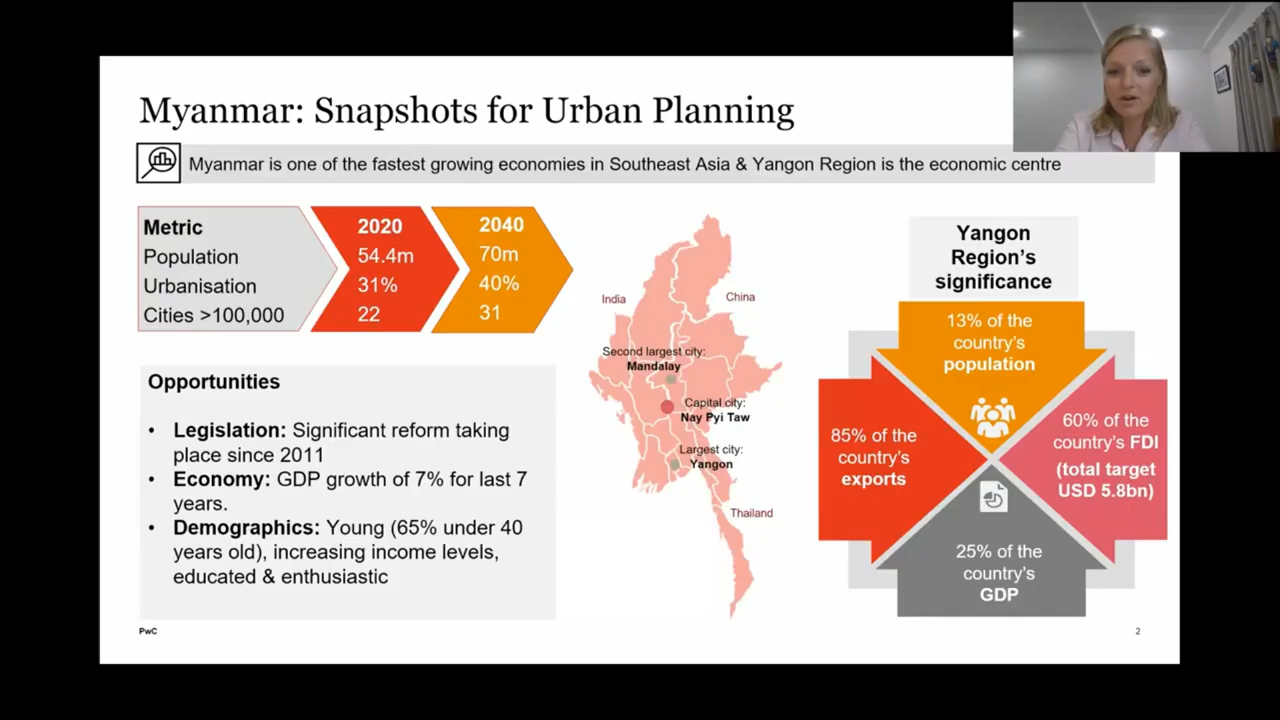 Myanmar: Snapshots for Urban Planning
Myanmar is one of the fastest growing economies in Southeast Asia & Yangon Region is the economic centre
Metric 2020 2040
Population 54.4m 70m
Urbanisation 31% 40%
Cities >100,000 22 31
Opportunities
• Legislation: Significant reform taking
place since 2011
• Economy: GDP growth of 7% for last 7
years.
• Demographics: Young (65% under 40
years old), increasing income levels,
educated & enthusiastic
India
China
Second largest city:
Mandalay
Capital city:
Nay Pyi Taw
Largest city:
Yangon
Thailand
Yangon
Region's
significance
13% of the
country's
population
85% of the
country's
exports
60% of the
country's FDI
(total target
USD 5.8bn)
25% of the
country's
GDP
PwC
2